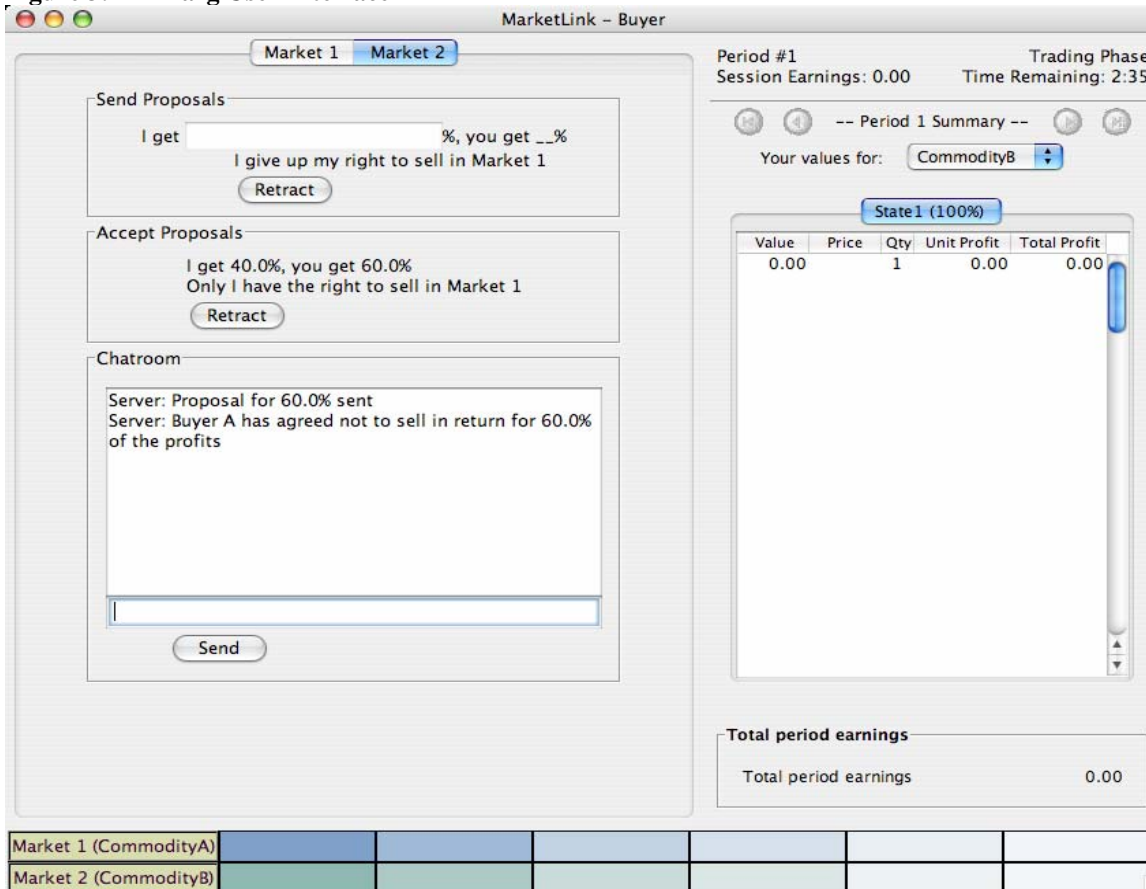 MarketLink – Buyer
Market 1 Market 2
Send Proposals
I get %, you get __%
I give up my right to sell in Market 1
Retract
Accept Proposals
I get 40.0%, you get 60.0%
Only I have the right to sell in Market 1
Retract
Chatroom
Server: Proposal for 60.0% sent
Server: Buyer A has agreed not to sell in return for 60.0%
of the profits
Send
Period #1 Trading Phase
Session Earnings: 0.00 Time Remaining: 2:35
-- Period 1 Summary --
Your values for: CommodityB
State1 (100%)
Value Price Qty Unit Profit Total Profit
0.00 1 0.00 0.00
Total period earnings
Total period earnings 0.00
Market 1 (CommodityA)
Market 2 (CommodityB)